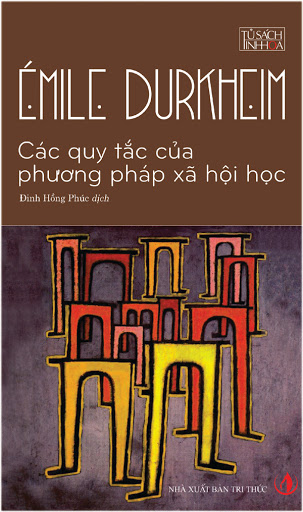 TỦ SÁCH
TINH HOA
ÉMILE DURKHEIM
Các quy tắc của
phương pháp xã hội học
Đinh Hồng Phúc dịch
NHÀ XUẤT BẢN TRI THỨC